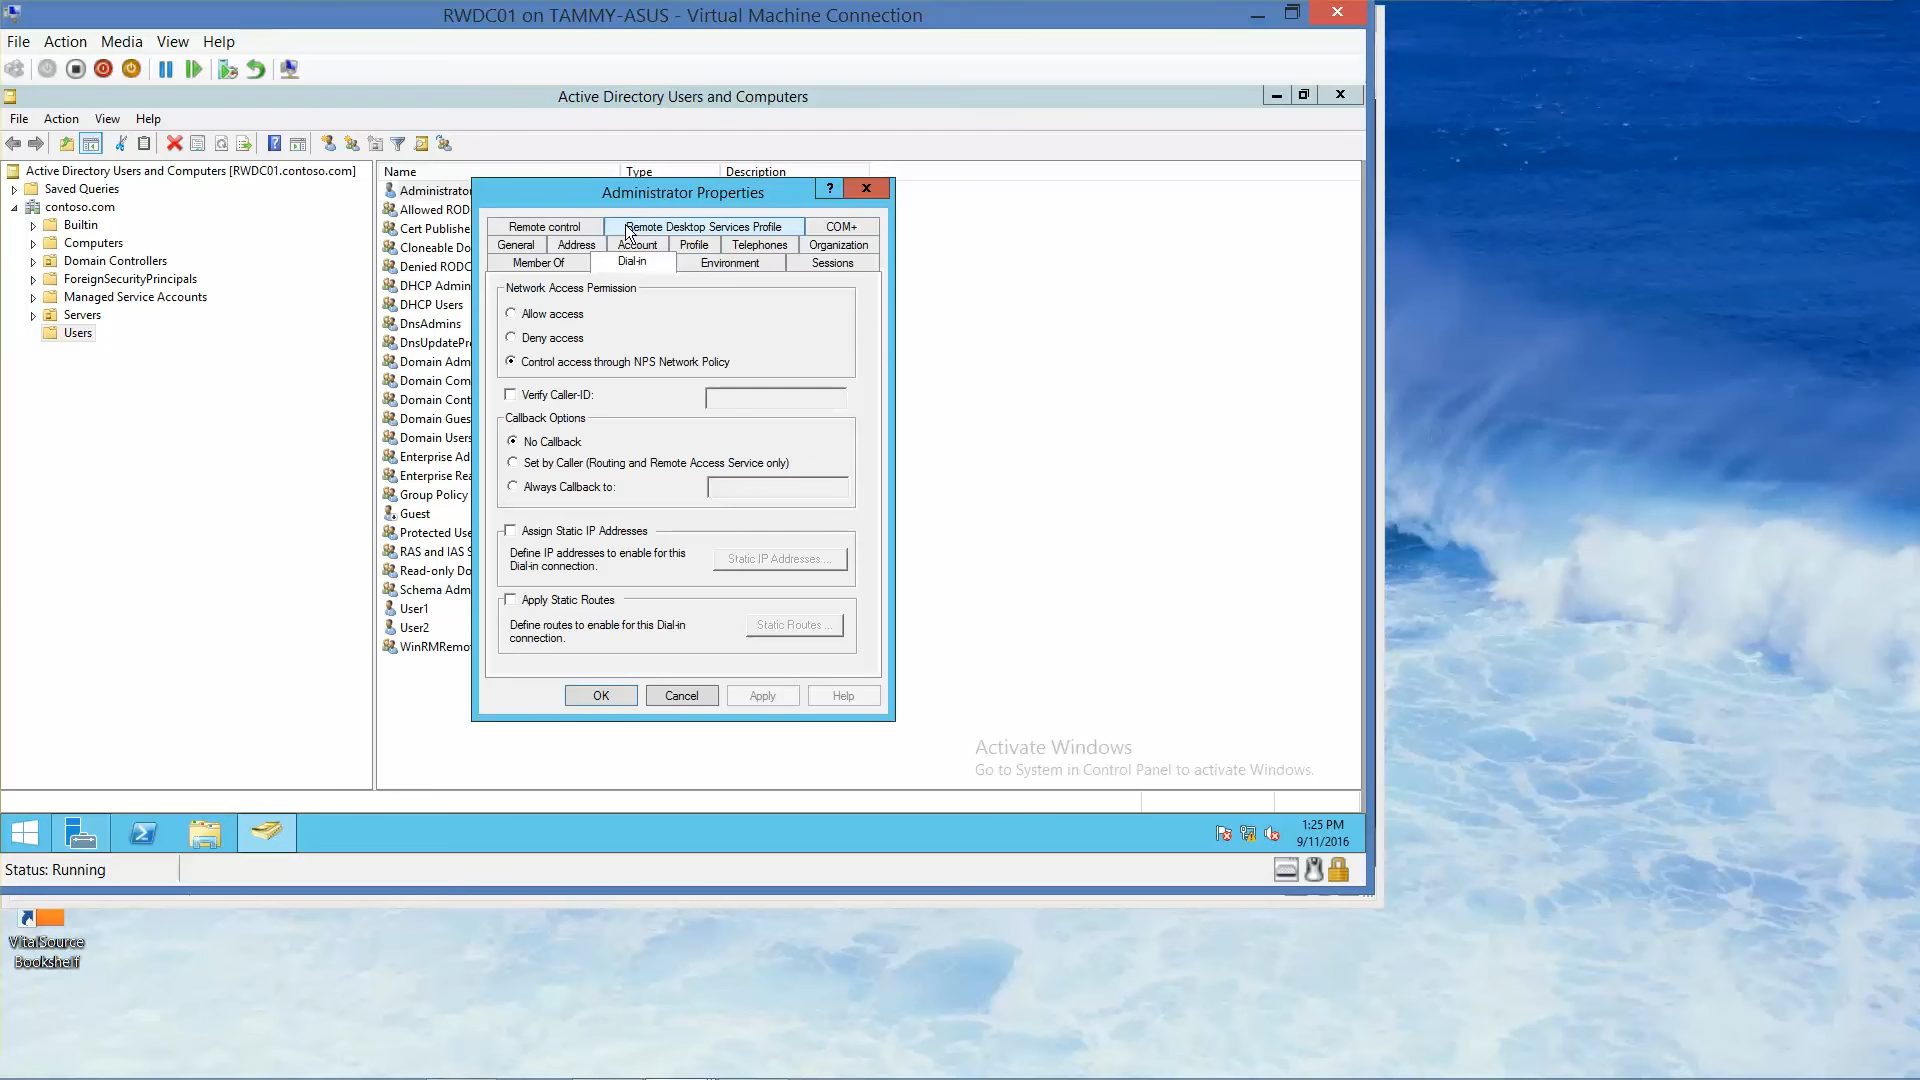 RWDC01 on TAMMY-ASUS - Virtual Machine Connection
File Action Media View Help
Active Directory Users and Computers
File Action View Help
Active Directory Users and Computers [RWDC01.contoso.com]
Saved Queries
contoso.com
Builtin
Computers
Domain Controllers
ForeignSecurityPrincipals
Managed Service Accounts
Servers
Users
Name Type Description
Administrator
Allowed ROD
Cert Publishe
Cloneable Do
Denied RODC
DHCP Admin
DHCP Users
DnsAdmins
DnsUpdatePr
Domain Adm
Domain Com
Domain Cont
Domain Gues
Domain Users
Enterprise Ad
Enterprise Rea
Group Policy
Guest
Protected Use
RAS and IAS S
Read-only Do
Schema Adm
User1
User2
WinRMRemo
Administrator Properties
Remote control Remote Desktop Services Profile COM+
General Address Account Profile Telephones Organization
Member Of Dial-in Environment Sessions
Network Access Permission
Allow access
Deny access
Control access through NPS Network Policy
Verify Caller-ID:
Callback Options
No Callback
Set by Caller (Routing and Remote Access Service only)
Always Callback to:
Assign Static IP Addresses
Define IP addresses to enable for this
Dial-in connection.
Static IP Addresses ...
Apply Static Routes
Define routes to enable for this Dial-in
connection.
Static Routes ...
OK Cancel Apply Help
Activate Windows
Go to System in Control Panel to activate Windows.
1:25 PM
9/11/2016
Status: Running
VitalSource
Bookshelf